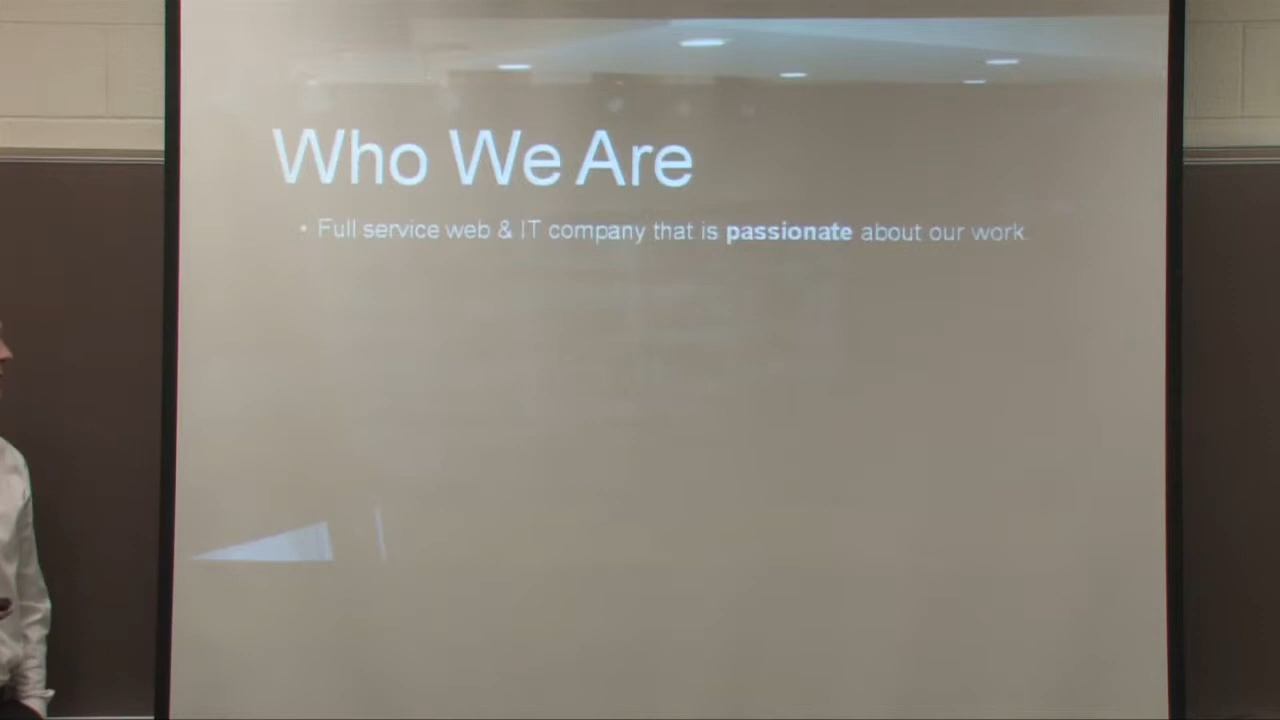 Who We Are
• Full service web & IT company that is passionate about our work.